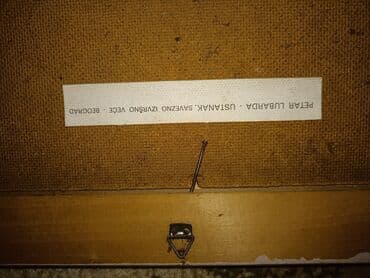 PETAR LUBARDA - USTANAK, SAVEZNO IZVRŠNO VEĆE - BEOGRAD